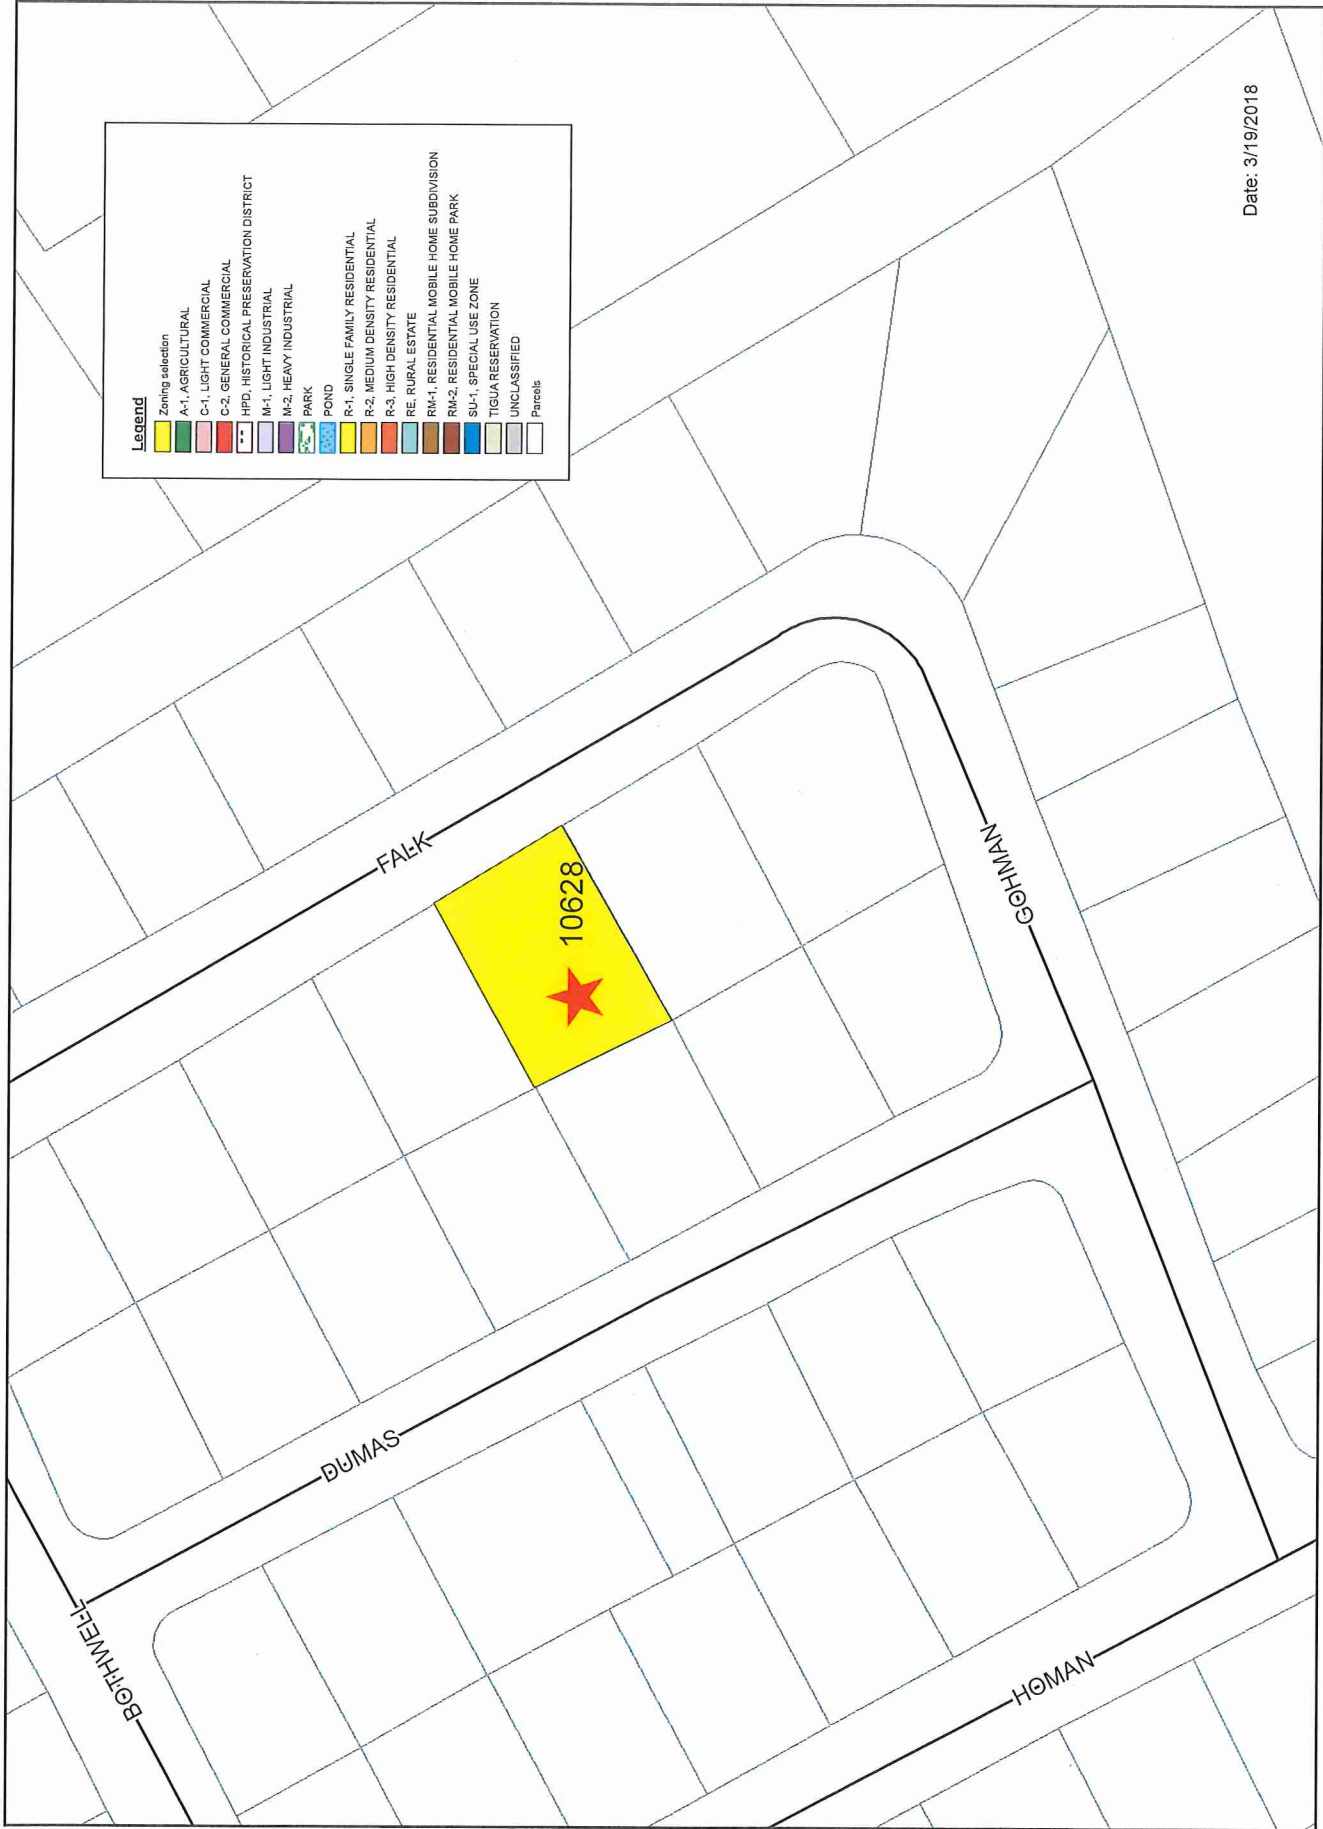 Legend
Zoning selection
A-1, AGRICULTURAL
C-1, LIGHT COMMERCIAL
C-2, GENERAL COMMERCIAL
HPD, HISTORICAL PRESERVATION DISTRICT
M-1, LIGHT INDUSTRIAL
M-2, HEAVY INDUSTRIAL
PARK
POND
R-1, SINGLE FAMILY RESIDENTIAL
R-2, MEDIUM DENSITY RESIDENTIAL
R-3, HIGH DENSITY RESIDENTIAL
RE, RURAL ESTATE
RM-1, RESIDENTIAL MOBILE HOME SUBDIVISION
RM-2, RESIDENTIAL MOBILE HOME PARK
SU-1, SPECIAL USE ZONE
TIGUA RESERVATION
UNCLASSIFIED
Parcels
BOTHWELL
DUMAS
FALK
10628
HOMAN
GOHMAN
Date: 3/19/2018